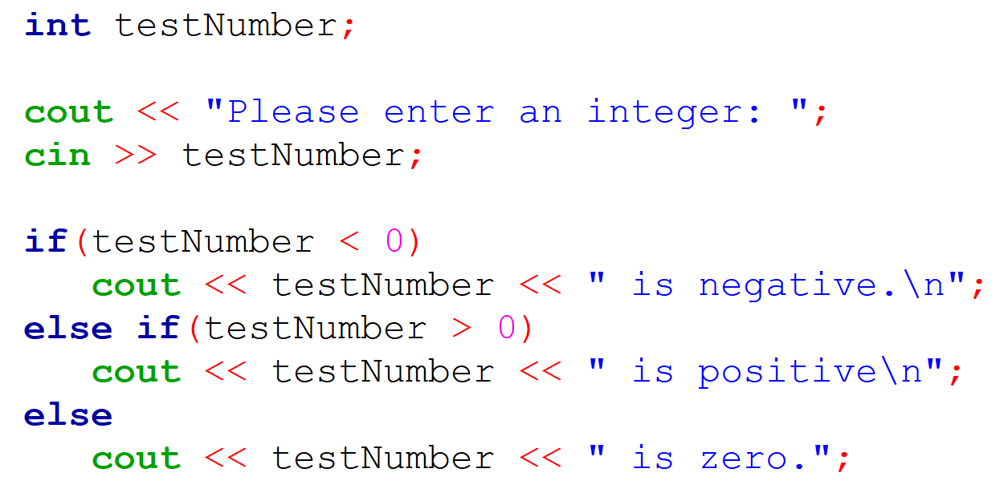 int testNumber;
cout << "Please enter an integer: ";
cin >> testNumber;
if(testNumber < 0)
   cout << testNumber << " is negative.\n";
else if(testNumber > 0)
   cout << testNumber << " is positive\n";
else
   cout << testNumber << " is zero.";